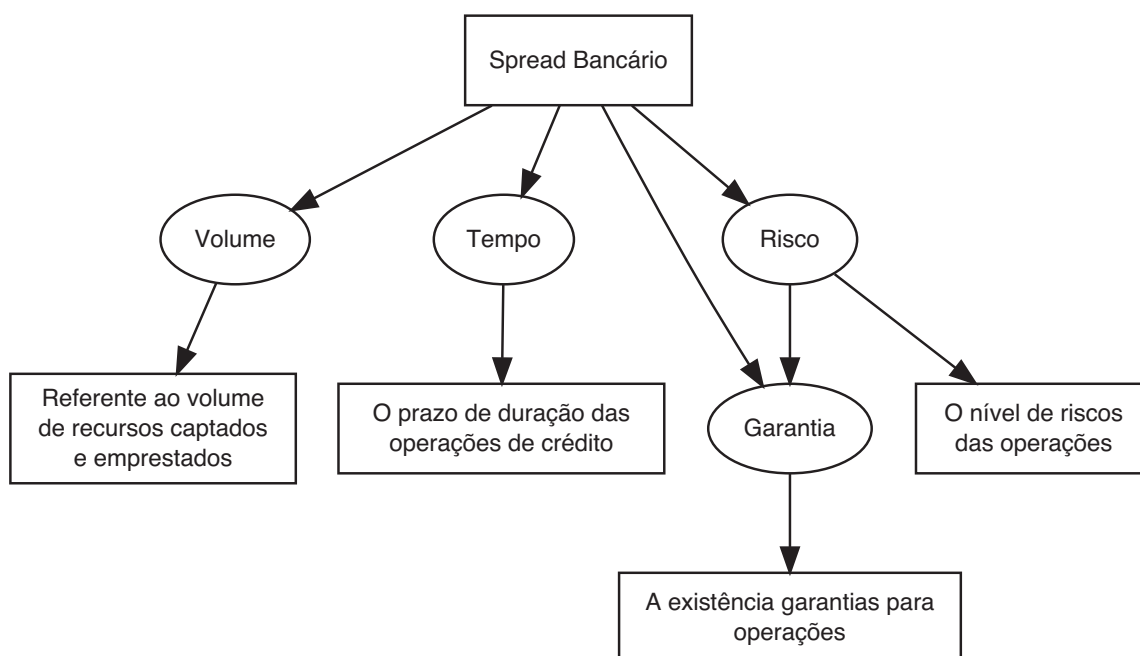 Spread Bancário
Volume
Tempo
Risco
Referente ao volume
de recursos captados
e emprestados
O prazo de duração das
operações de crédito
Garantia
O nível de riscos
das operações
A existência garantias para
operações